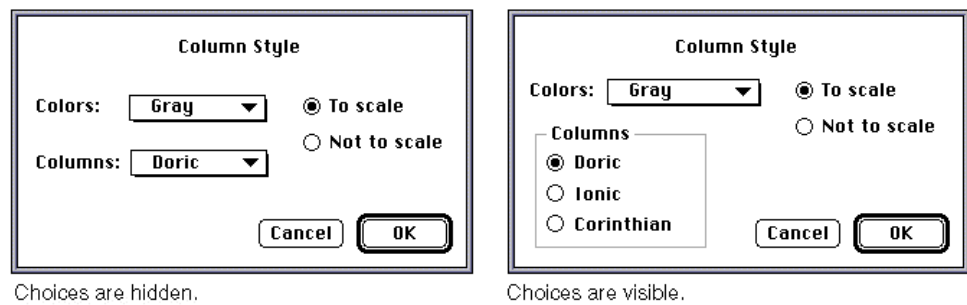 Column Style
Colors: Gray
To scale
Not to scale
Columns: Doric
Cancel OK
Choices are hidden.
Column Style
Colors: Gray
To scale
Not to scale
Columns
Doric
Ionic
Corinthian
Cancel OK
Choices are visible.